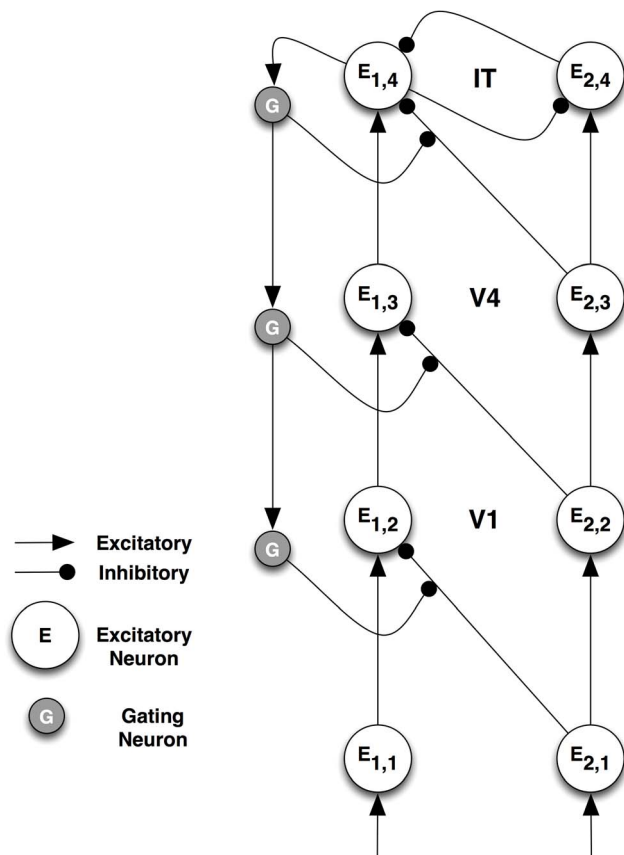 E1,4 IT E2,4
G
E1,3 V4 E2,3
G
E1,2 V1 E2,2
G
Excitatory
Inhibitory
E Excitatory
Neuron
G Gating
Neuron
E1,1 E2,1